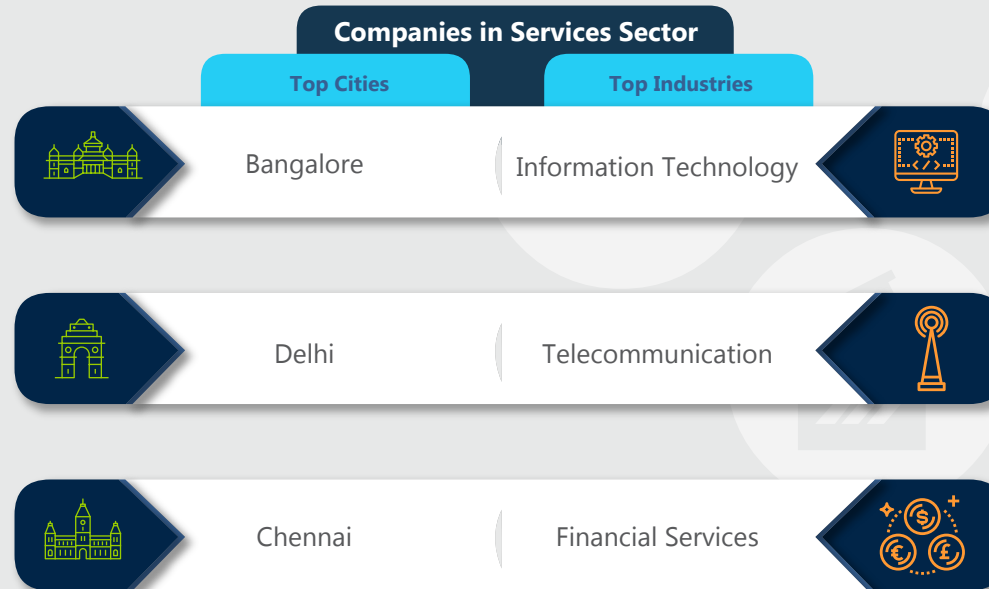 Companies in Services Sector
Top Cities Top Industries
Bangalore Information Technology
Delhi Telecommunication
Chennai Financial Services